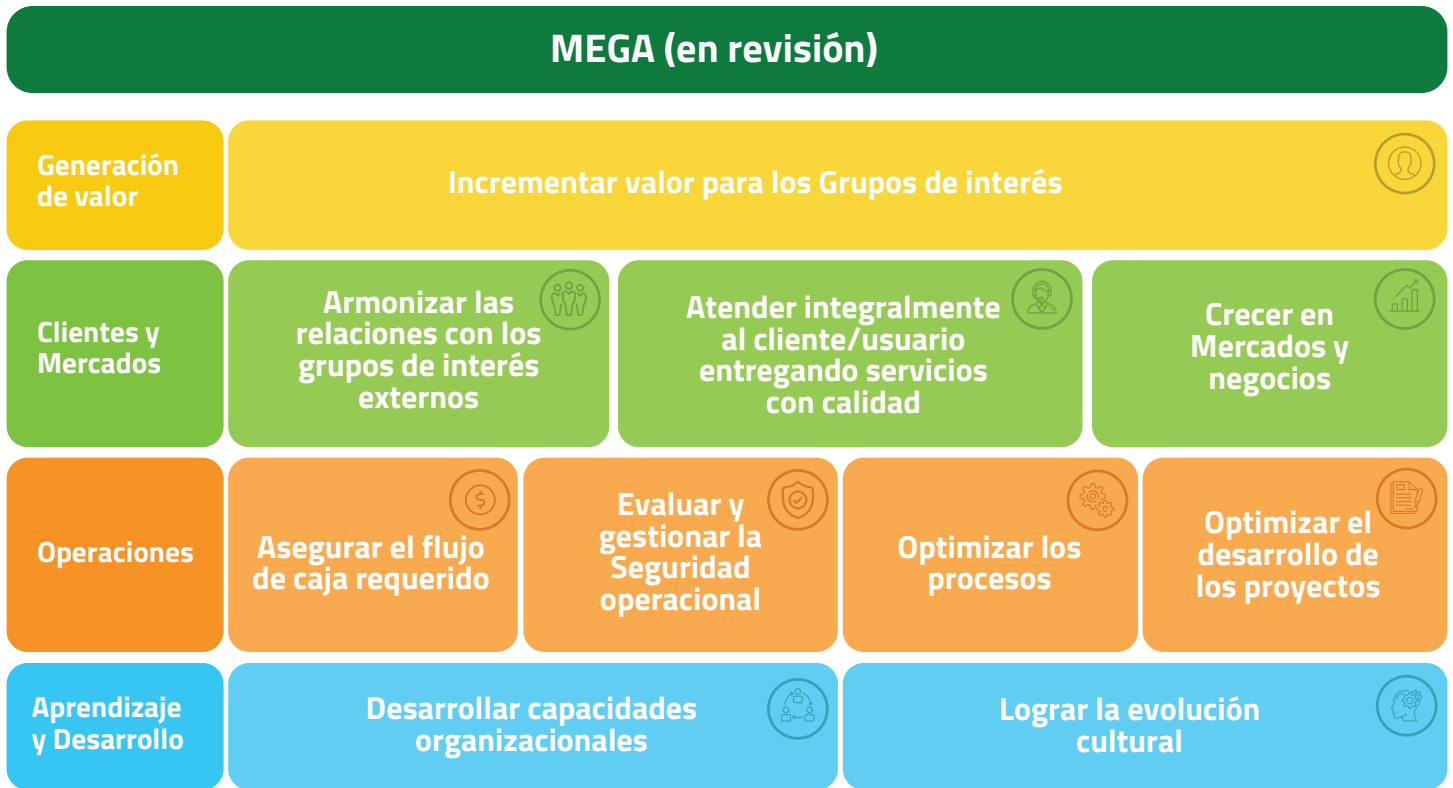 MEGA (en revisión)
Generación
de valor
Incrementar valor para los Grupos de interés
Clientes y
Mercados
Armonizar las
relaciones con los
grupos de interés
externos
Atender integralmente
al cliente/usuario
entregando servicios
con calidad
Crecer en
Mercados y
negocios
Operaciones
Asegurar el flujo
de caja requerido
Evaluar y
gestionar la
Seguridad
operacional
Optimizar los
procesos
Optimizar el
desarrollo de
los proyectos
Aprendizaje
y Desarrollo
Desarrollar capacidades
organizacionales
Lograr la evolución
cultural